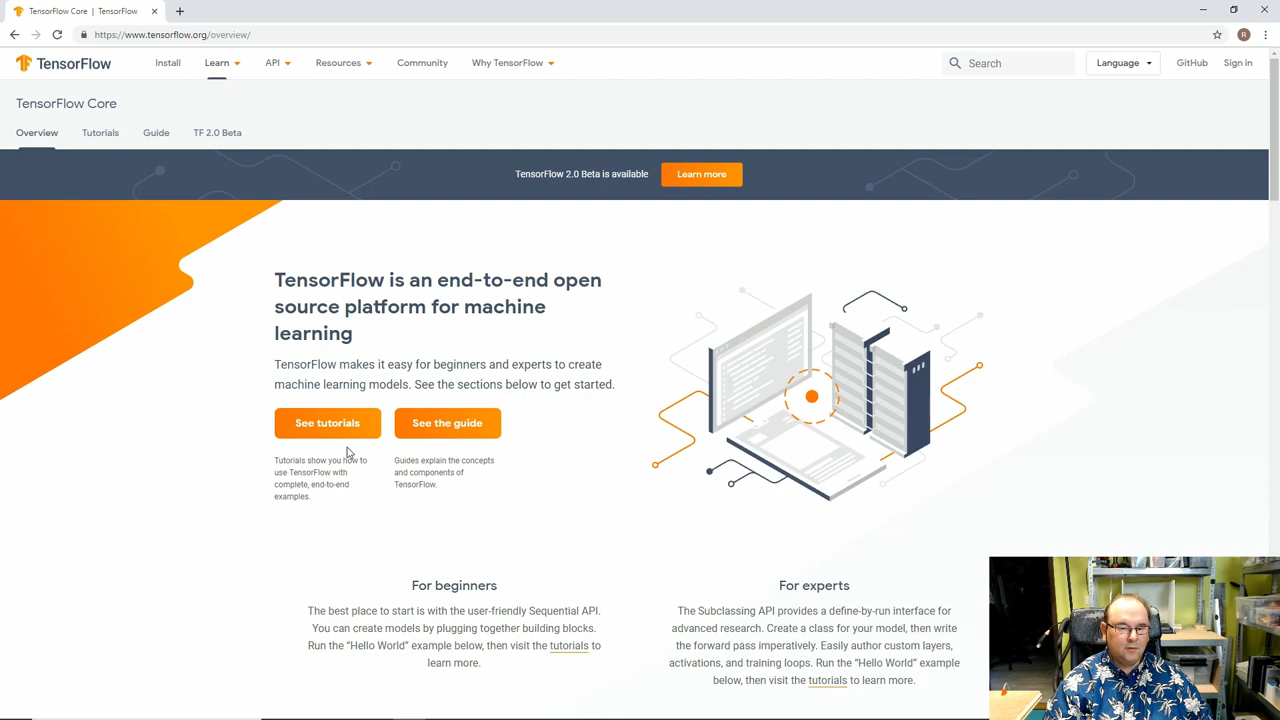 TensorFlow Core | TensorFlow
https://www.tensorflow.org/overview/
R
TensorFlow
Install
Learn
API
Resources
Community
Why TensorFlow
Search
Language
GitHub
Sign in
TensorFlow Core
Overview
Tutorials
Guide
TF 2.0 Beta
TensorFlow 2.0 Beta is available
Learn more
TensorFlow is an end-to-end open
source platform for machine
learning
TensorFlow makes it easy for beginners and experts to create
machine learning models. See the sections below to get started.
See tutorials
See the guide
Tutorials show you how to
use TensorFlow with
complete, end-to-end
examples.
Guides explain the concepts
and components of
TensorFlow.
For beginners
The best place to start is with the user-friendly Sequential API.
You can create models by plugging together building blocks.
Run the “Hello World” example below, then visit the tutorials to
learn more.
For experts
The Subclassing API provides a define-by-run interface for
advanced research. Create a class for your model, then write
the forward pass imperatively. Easily author custom layers,
activations, and training loops. Run the “Hello World” example
below, then visit the tutorials to learn more.